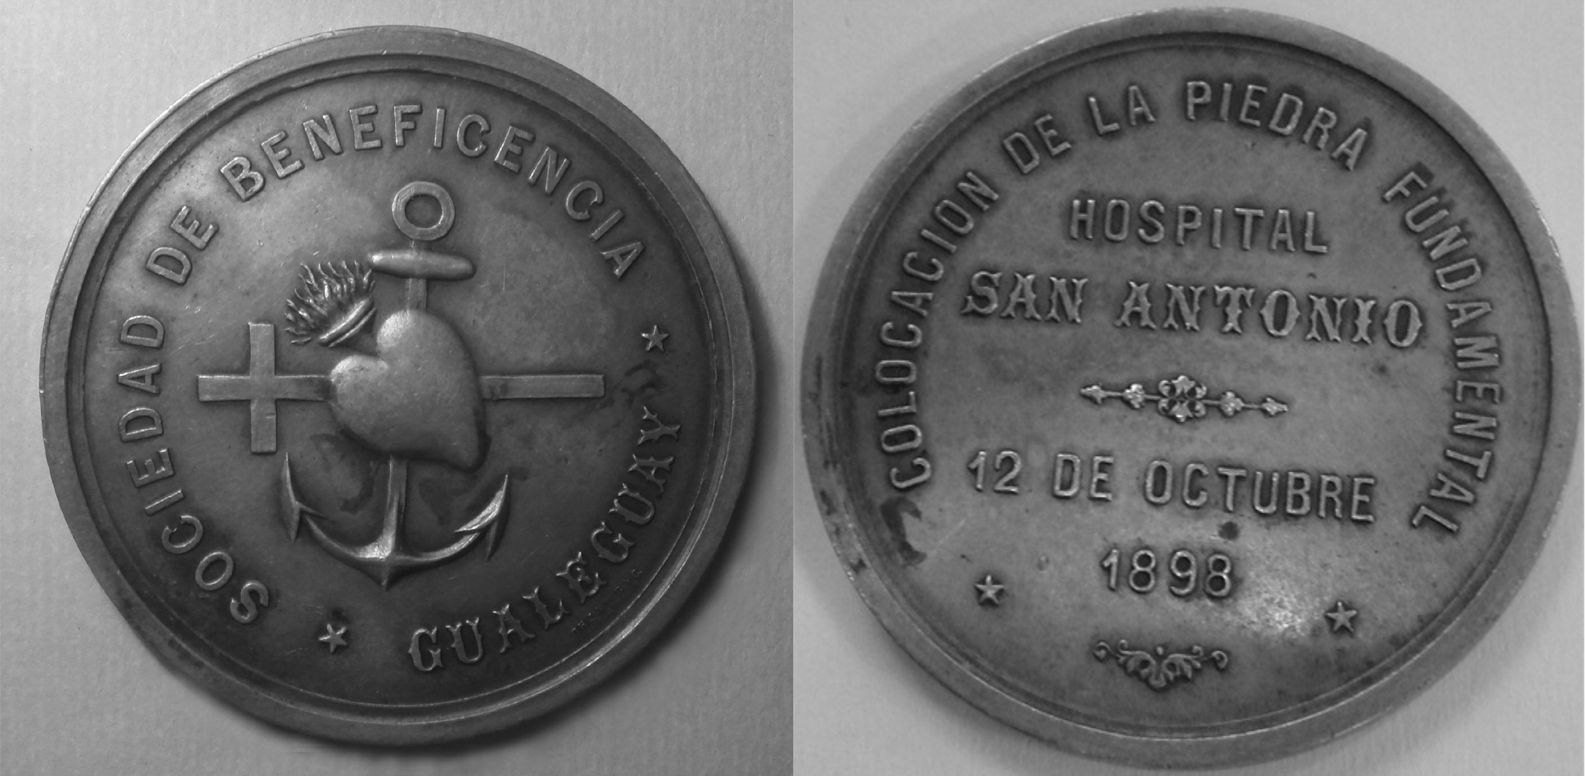 SOCIEDAD DE BENEFICENCIA
GUALEGUAY
COLOCACION DE LA PIEDRA FUNDAMENTAL
HOSPITAL
SAN ANTONIO
12 DE OCTUBRE
1898